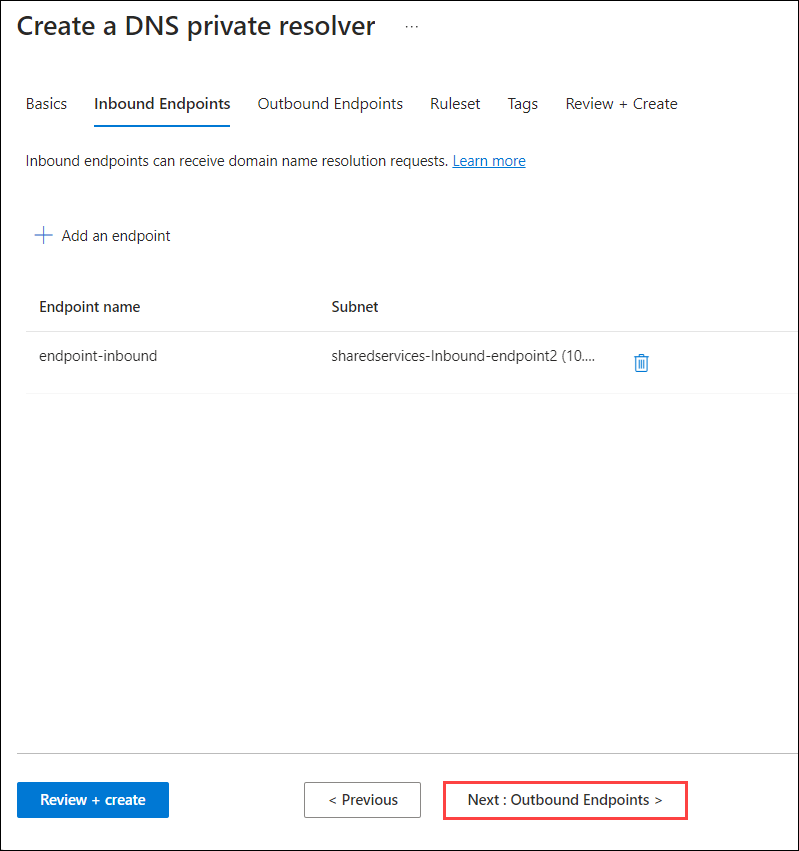 Create a DNS private resolver ...
Basics Inbound Endpoints Outbound Endpoints Ruleset Tags Review + Create
Inbound endpoints can receive domain name resolution requests. Learn more
Add an endpoint
Endpoint name Subnet
endpoint-inbound sharedservices-Inbound-endpoint2 (10....
Review + create < Previous Next : Outbound Endpoints >